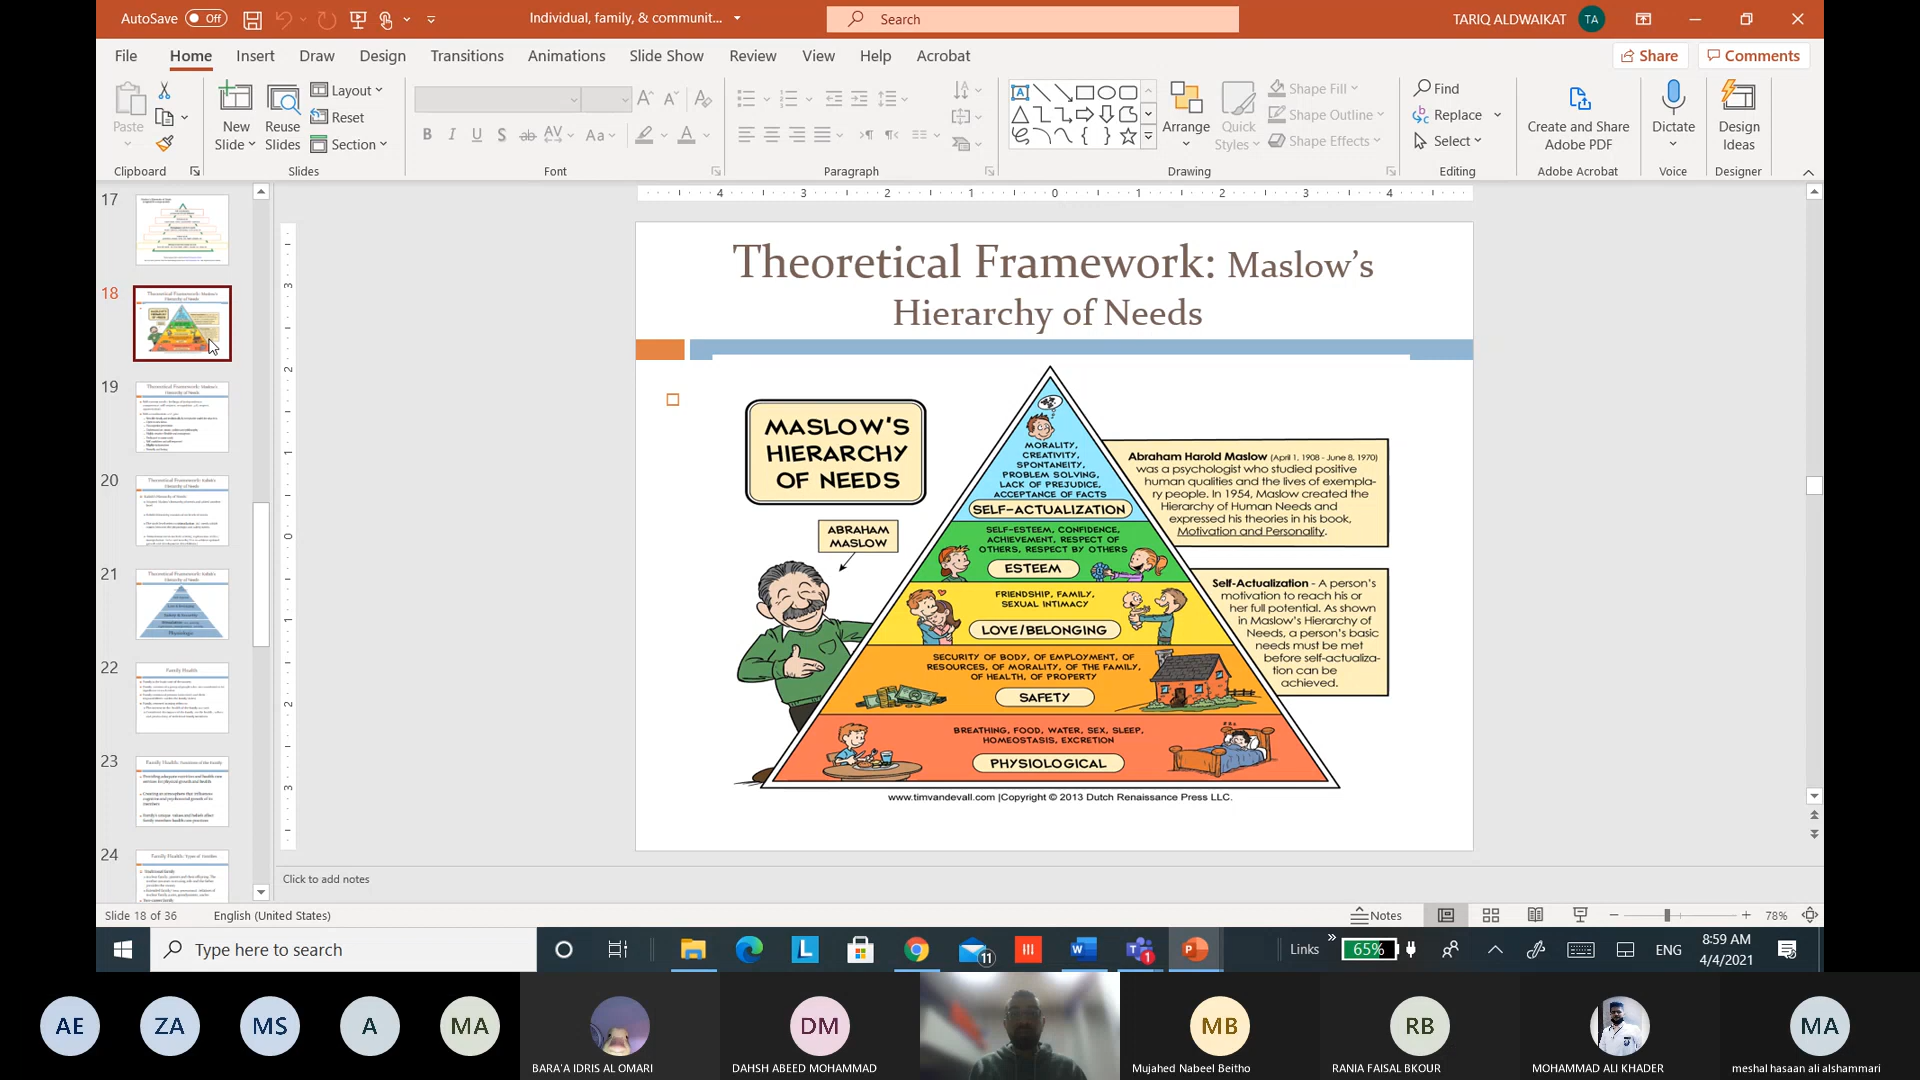 AutoSave Off
Individual, family, & communit...
Search
TARIQ ALDWAIKAT TA
File Home Insert Draw Design Transitions Animations Slide Show Review View Help Acrobat
Share Comments
Paste
New Slide
Reuse Slides
Layout
Reset
Section
Arrange
Quick Styles
Shape Fill
Shape Outline
Shape Effects
Find
Replace
Select
Create and Share Adobe PDF
Dictate
Design Ideas
Clipboard Slides Font Paragraph Drawing Editing Adobe Acrobat Voice Designer
17
18
19
20
21
22
23
24
Theoretical Framework: Maslow's
Hierarchy of Needs
MASLOW'S
HIERARCHY
OF NEEDS
ABRAHAM
MASLOW
MORALITY,
CREATIVITY,
SPONTANEITY,
PROBLEM SOLVING,
LACK OF PREJUDICE,
ACCEPTANCE OF FACTS
SELF-ACTUALIZATION
SELF-ESTEEM, CONFIDENCE,
ACHIEVEMENT, RESPECT OF
OTHERS, RESPECT BY OTHERS
ESTEEM
FRIENDSHIP, FAMILY,
SEXUAL INTIMACY
LOVE/BELONGING
SECURITY OF BODY, OF EMPLOYMENT, OF
RESOURCES, OF MORALITY, OF THE FAMILY,
OF HEALTH, OF PROPERTY
SAFETY
BREATHING, FOOD, WATER, SEX, SLEEP,
HOMEOSTASIS, EXCRETION
PHYSIOLOGICAL
Abraham Harold Maslow (April 1, 1908 - June 8, 1970)
was a psychologist who studied positive
human qualities and the lives of exempla-
ry people. In 1954, Maslow created the
Hierarchy of Human Needs and
expressed his theories in his book,
Motivation and Personality.
Self-Actualization - A person's
motivation to reach his or
her full potential. As shown
in Maslow's Hierarchy of
Needs, a person's basic
needs must be met
before self-actualiza-
tion can be
achieved.
www.timvandevall.com | Copyright © 2013 Dutch Renaissance Press LLC.
Click to add notes
Slide 18 of 36 English (United States) Notes 78%
Type here to search
11
1
Links 65% ENG
8:59 AM
4/4/2021
AE ZA MS A MA DM MB RB MA
BARA'A IDRIS AL OMARI
DAHSH ABEED MOHAMMAD
Mujahed Nabeel Beitho
RANIA FAISAL BKOUR
MOHAMMAD ALI KHADER
meshal hasaan ali alshammari